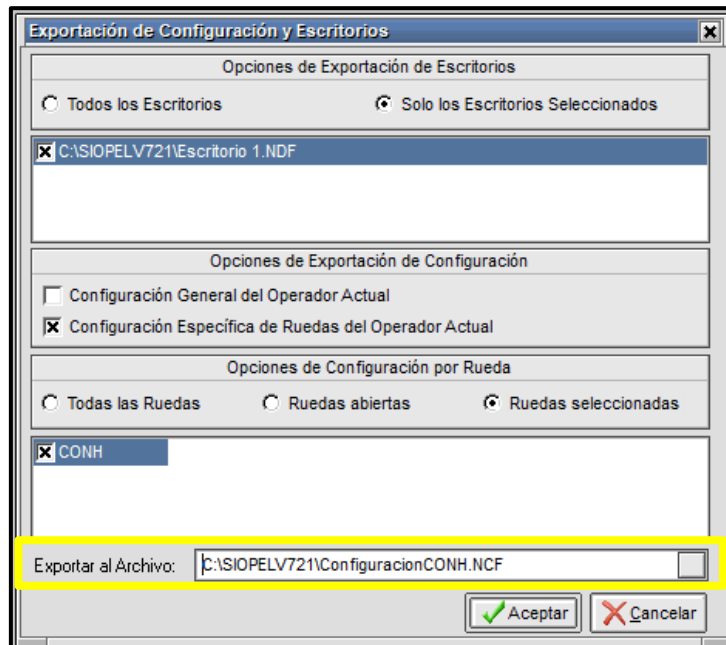 Exportación de Configuración y Escritorios
Opciones de Exportación de Escritorios
Todos los Escritorios Solo los Escritorios Seleccionados
C:\SIOPELV721\Escritorio 1.NDF
Opciones de Exportación de Configuración
Configuración General del Operador Actual
Configuración Específica de Ruedas del Operador Actual
Opciones de Configuración por Rueda
Todas las Ruedas Ruedas abiertas Ruedas seleccionadas
CONH
Exportar al Archivo: C:\SIOPELV721\ConfiguracionCONH.NCF
Aceptar Cancelar